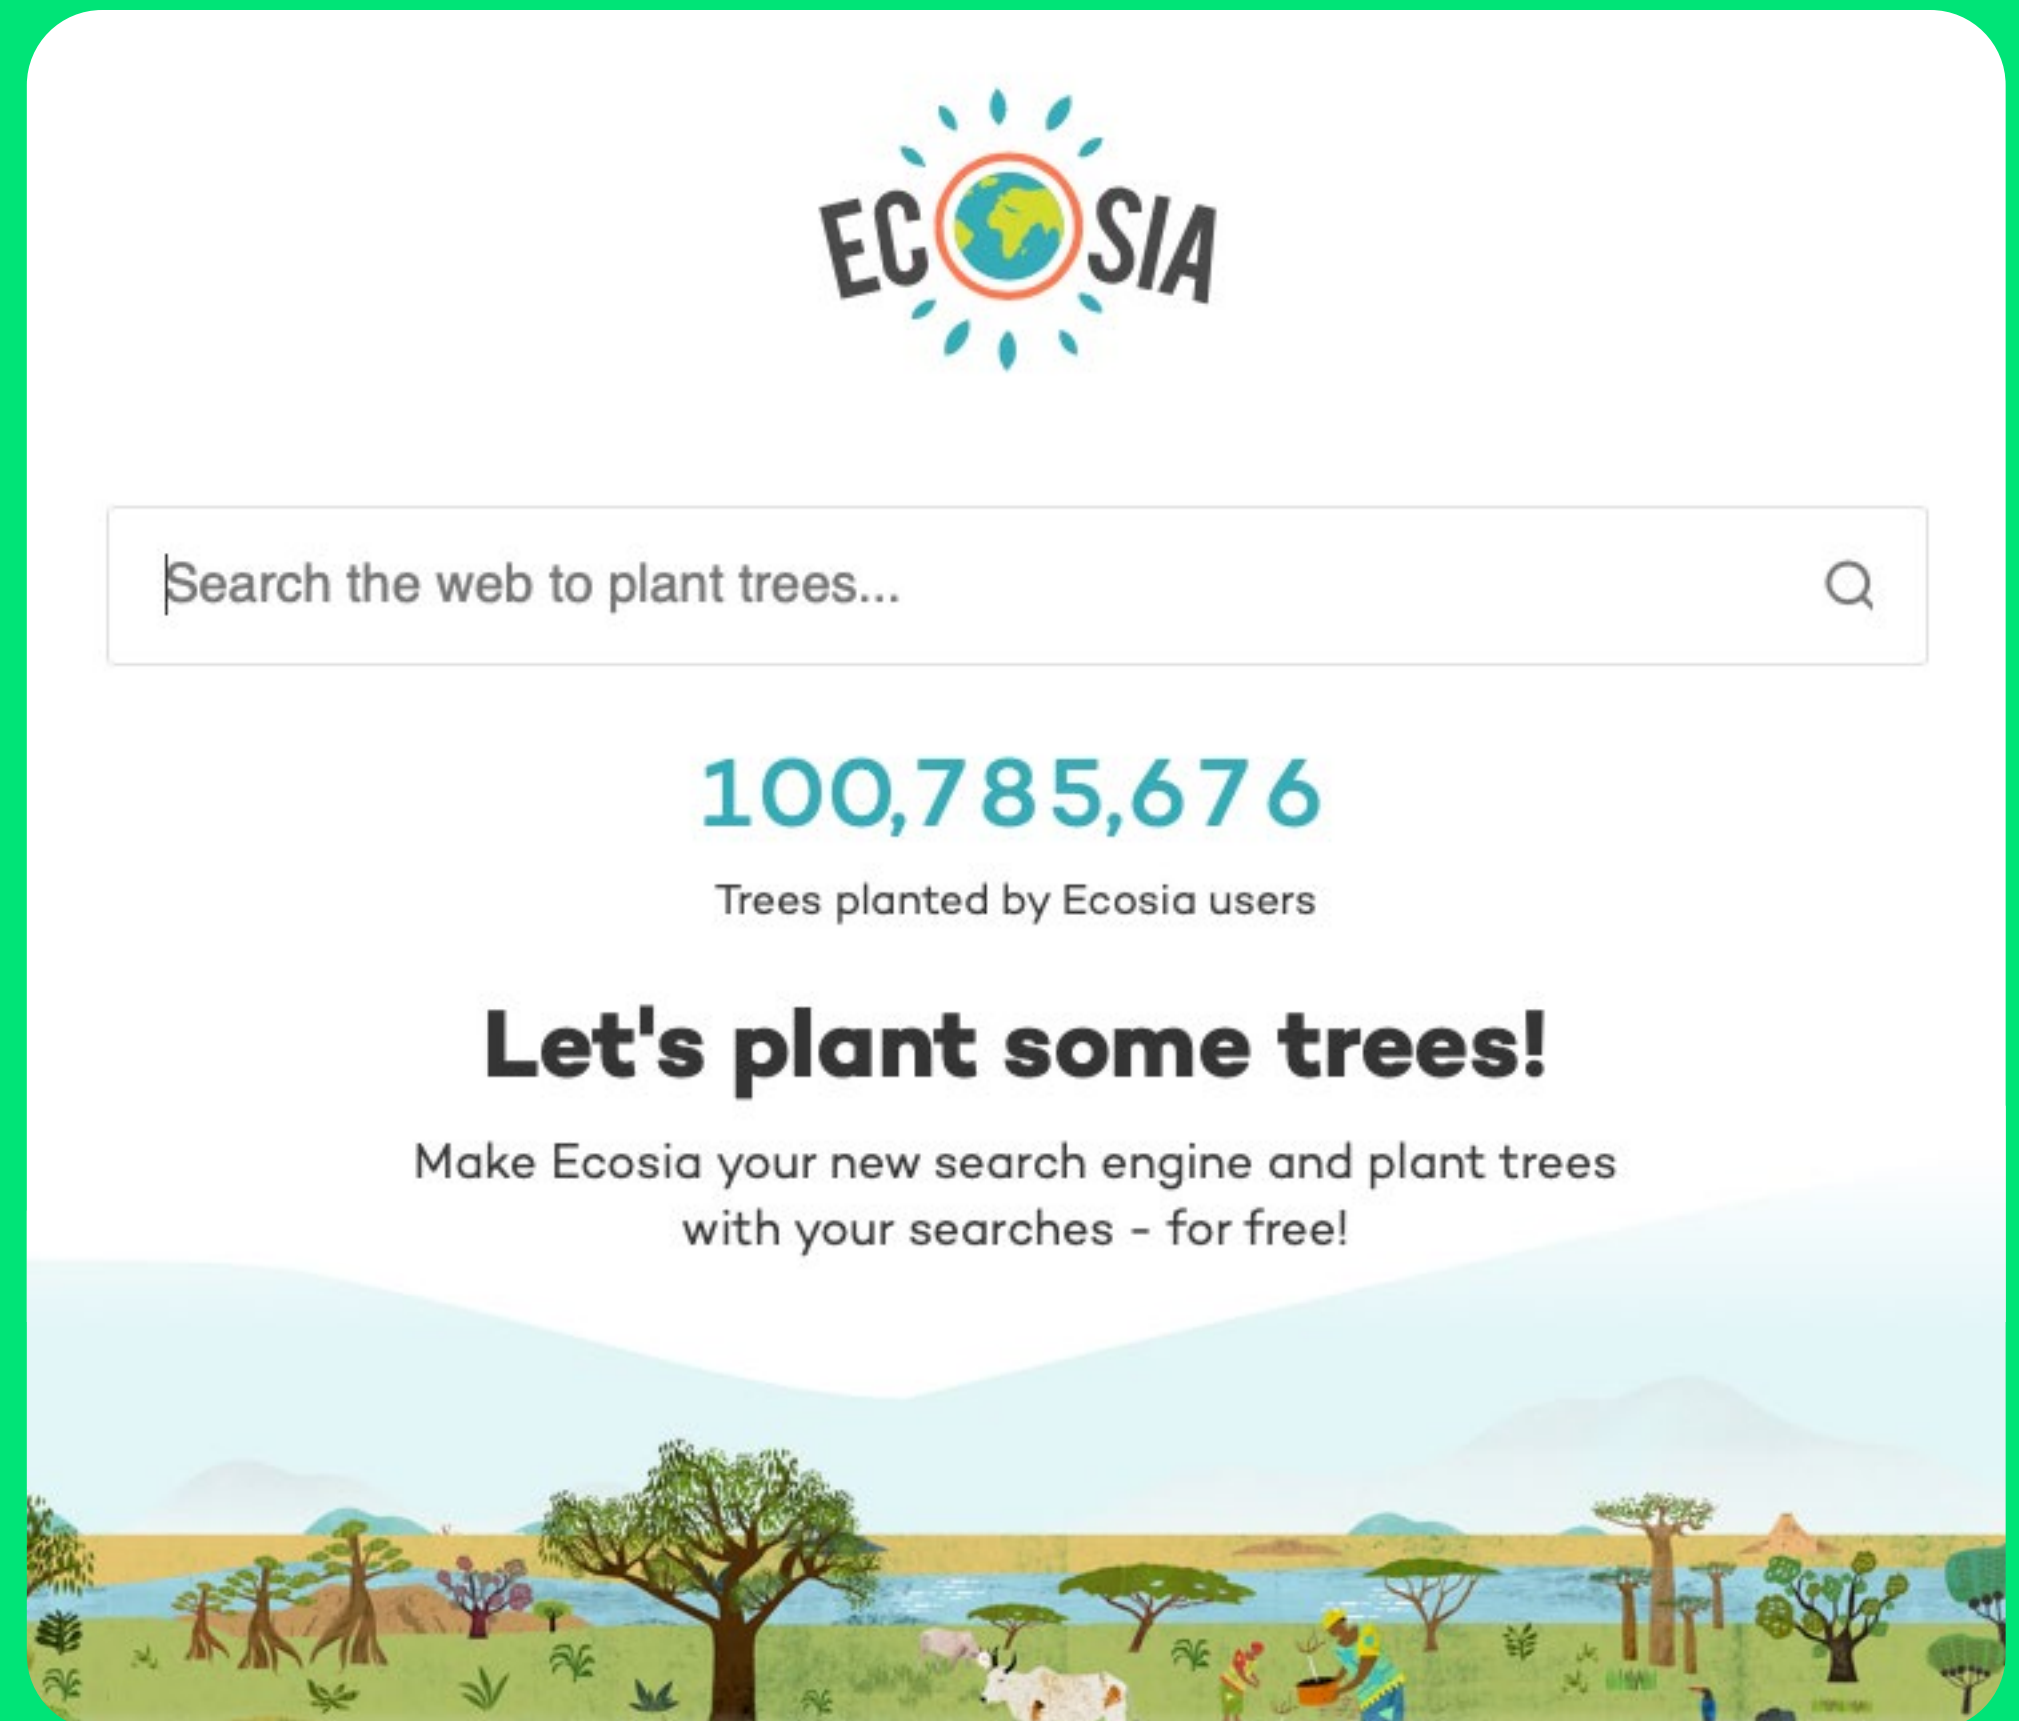 ECOSIA
Search the web to plant trees...
100,785,676
Trees planted by Ecosia users
Let's plant some trees!
Make Ecosia your new search engine and plant trees
with your searches - for free!